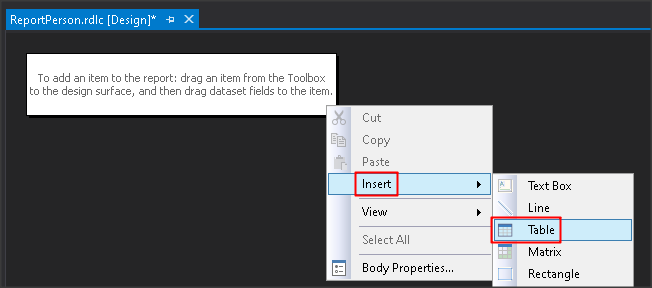 ReportPerson.rdlc [Design]*
To add an item to the report: drag an item from the Toolbox
to the design surface, and then drag dataset fields to the item.
Cut
Copy
Paste
Insert
View
Select All
Body Properties...
Text Box
Line
Table
Matrix
Rectangle